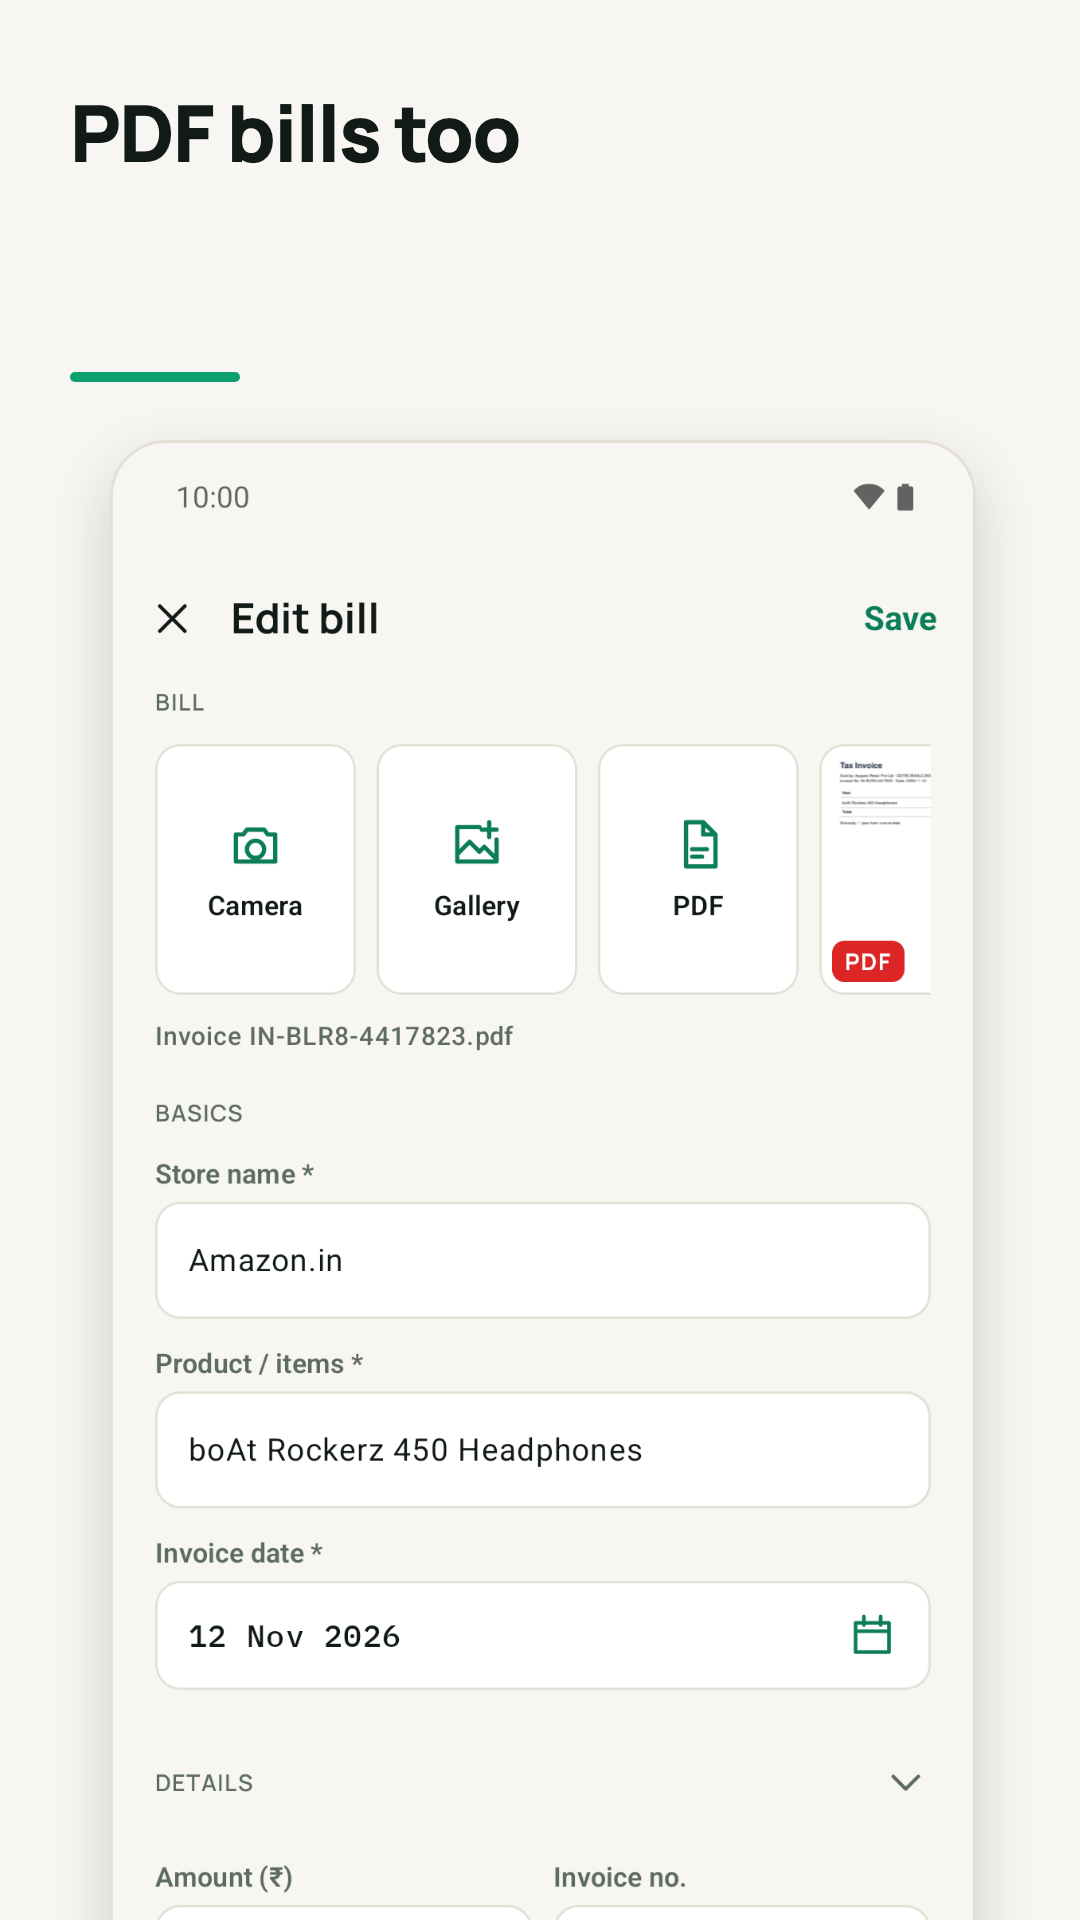 PDF bills too
10:00
Edit bill
Save
BILL
Camera
Gallery
PDF
Tax Invoice
PDF
Invoice IN-BLR8-4417823.pdf
BASICS
Store name *
Amazon.in
Product / items *
boAt Rockerz 450 Headphones
Invoice date *
12 Nov 2026
DETAILS
Amount (₹)
Invoice no.